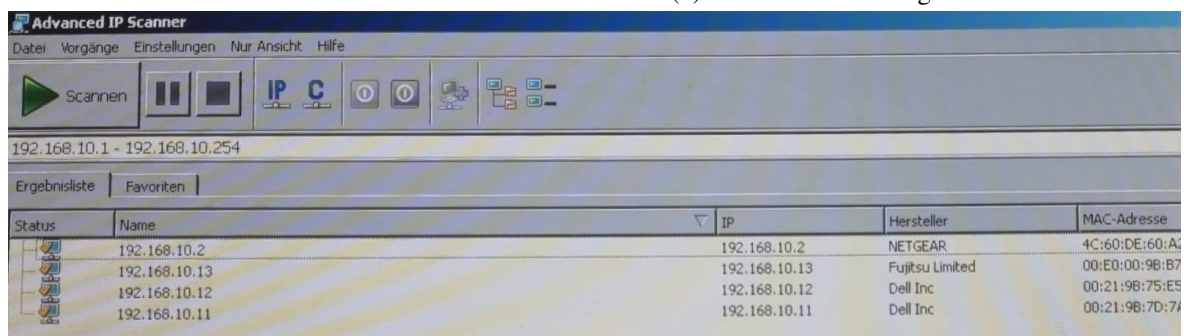 Advanced IP Scanner
Datei Vorgänge Einstellungen Nur Ansicht Hilfe
Scannen
IP C
192.168.10.1 - 192.168.10.254
Ergebnisliste Favoriten
Status Name IP Hersteller MAC-Adresse
192.168.10.2 192.168.10.2 NETGEAR 4C:60:DE:60:A2
192.168.10.13 192.168.10.13 Fujitsu Limited 00:E0:00:9B:B7
192.168.10.12 192.168.10.12 Dell Inc 00:21:9B:75:E5
192.168.10.11 192.168.10.11 Dell Inc 00:21:9B:7D:7A